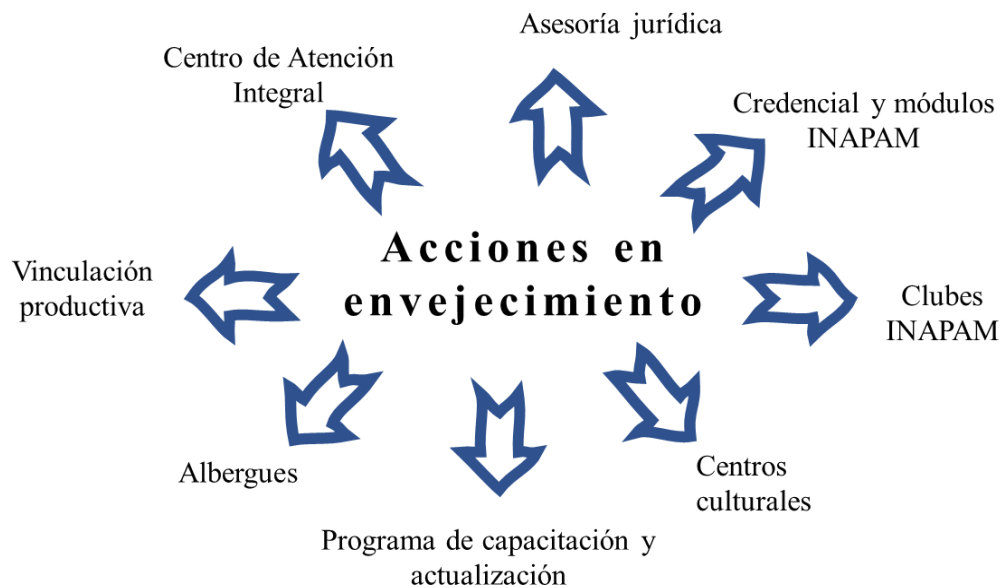 Asesoría jurídica
Centro de Atención
Integral
Credencial y módulos
INAPAM
Acciones en
envejecimiento
Vinculación
productiva
Clubes
INAPAM
Albergues
Centros
culturales
Programa de capacitación y
actualización